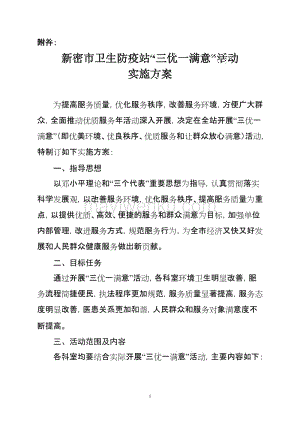 附件：
新密市卫生防疫站“三优一满意”活动
实施方案
为提高服务质量，优化服务秩序，改善服务环境，方便广大群
众，全面推动优质服务年活动深入开展，决定在全站开展“三优一
满意”（即优美环境、优良秩序、优质服务和让群众放心满意）活动，
特制订如下实施方案：
一、指导思想
以邓小平理论和“三个代表”重要思想为指导，认真贯彻落实
科学发展观，以改善服务环境、优化服务秩序、提高服务质量为重
点，以提供优质、高效、便捷的服务和群众满意为目标，加强单位
内部管理，改进服务方式，规范服务行为，为全市经济又快又好发
展和人民群众健康服务做出新贡献。
二、目标任务
通过开展“三优一满意”活动，各科室环境卫生明显改善，服
务流程简捷便民，执法程序更加规范，服务质量显著提高，服务态
度明显改善，医患关系更加和谐，人民群众和服务对象满意度不
断提高。
三、活动范围及内容
各科室均要结合实际开展“三优一满意”活动，主要内容如下：
1